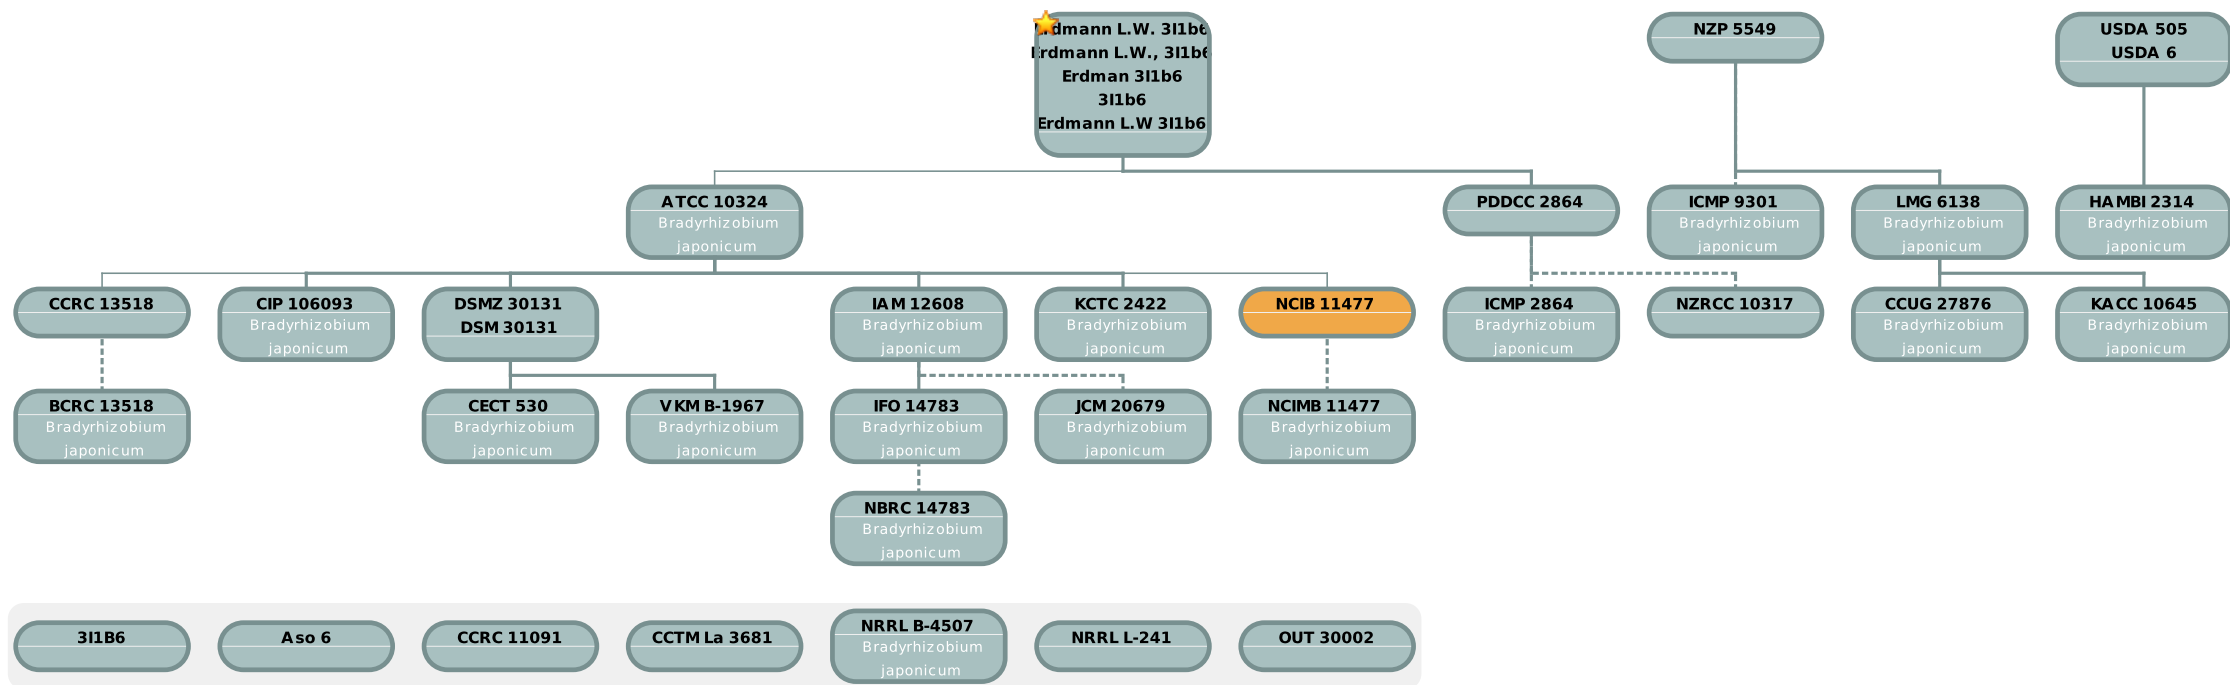 Erdmann L.W. 3I1b6
Erdmann L.W., 3I1b6
Erdman 3I1b6
3I1b6
Erdmann L.W 3I1b6
NZP 5549
USDA 505
USDA 6
ATCC 10324
Bradyrhizobium
japonicum
PDDCC 2864
ICMP 9301
Bradyrhizobium
japonicum
LMG 6138
Bradyrhizobium
japonicum
HAMBI 2314
Bradyrhizobium
japonicum
CCRC 13518
CIP 106093
Bradyrhizobium
japonicum
DSMZ 30131
DSM 30131
IAM 12608
Bradyrhizobium
japonicum
KCTC 2422
Bradyrhizobium
japonicum
NCIB 11477
ICMP 2864
Bradyrhizobium
japonicum
NZRCC 10317
CCUG 27876
Bradyrhizobium
japonicum
KACC 10645
Bradyrhizobium
japonicum
BCRC 13518
Bradyrhizobium
japonicum
CECT 530
Bradyrhizobium
japonicum
VKM B-1967
Bradyrhizobium
japonicum
IFO 14783
Bradyrhizobium
japonicum
JCM 20679
Bradyrhizobium
japonicum
NCIMB 11477
Bradyrhizobium
japonicum
NBRC 14783
Bradyrhizobium
japonicum
3I1B6
Aso 6
CCRC 11091
CCTM La 3681
NRRL B-4507
Bradyrhizobium
japonicum
NRRL L-241
OUT 30002